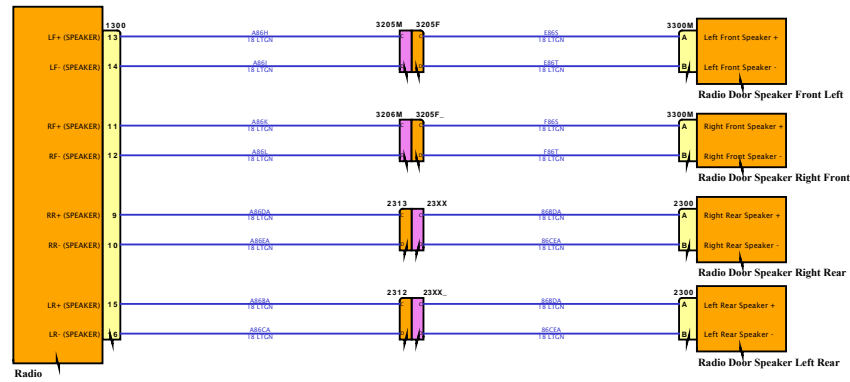 1300 3205M 3205F 3300M
LF+ (SPEAKER) 13 A86H C C E86S A Left Front Speaker +
18 LTGN 18 LTGN
LF- (SPEAKER) 14 A86J E86T B Left Front Speaker -
18 LTGN 18 LTGN
Radio Door Speaker Front Left
3206M 3205F_ 3300M
RF+ (SPEAKER) 11 A86K C C F86S A Right Front Speaker +
18 LTGN 18 LTGN
RF- (SPEAKER) 12 A86L F86T B Right Front Speaker -
18 LTGN 18 LTGN
Radio Door Speaker Right Front
2313 23XX 2300
RR+ (SPEAKER) 9 A86DA C C 868DA A Right Rear Speaker +
18 LTGN 18 LTGN
RR- (SPEAKER) 10 A86EA D D 86CEA B Right Rear Speaker -
18 LTGN 18 LTGN
Radio Door Speaker Right Rear
2312 23XX_ 2300
LR+ (SPEAKER) 15 A86BA C C 868DA A Left Rear Speaker +
18 LTGN 18 LTGN
LR- (SPEAKER) A86CA D D 86CEA B Left Rear Speaker -
18 LTGN 18 LTGN
Radio Door Speaker Left Rear
Radio